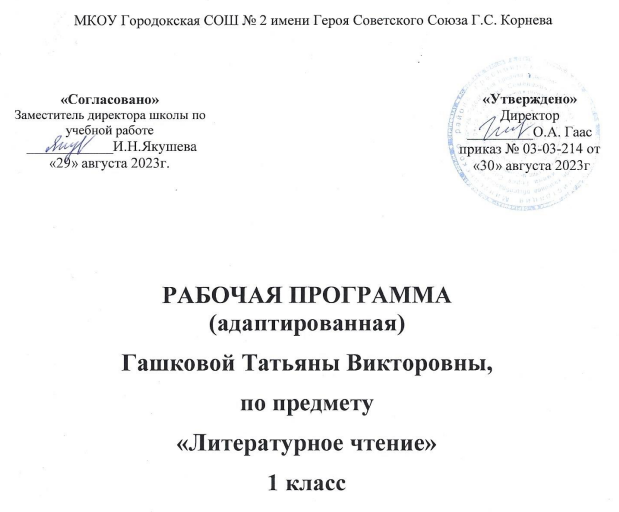 МКОУ Городокская СОШ № 2 имени Героя Советского Союза Г.С. Корнева
«Согласовано»
Заместитель директора школы по
учебной работе
И.Н.Якушева
«29» августа 2023г.
«Утверждено»
Директор
О.А. Гаас
приказ № 03-03-214 от
«30» августа 2023г
РАБОЧАЯ ПРОГРАММА
(адаптированная)
Гашковой Татьяны Викторовны,
по предмету
«Литературное чтение»
1 класс